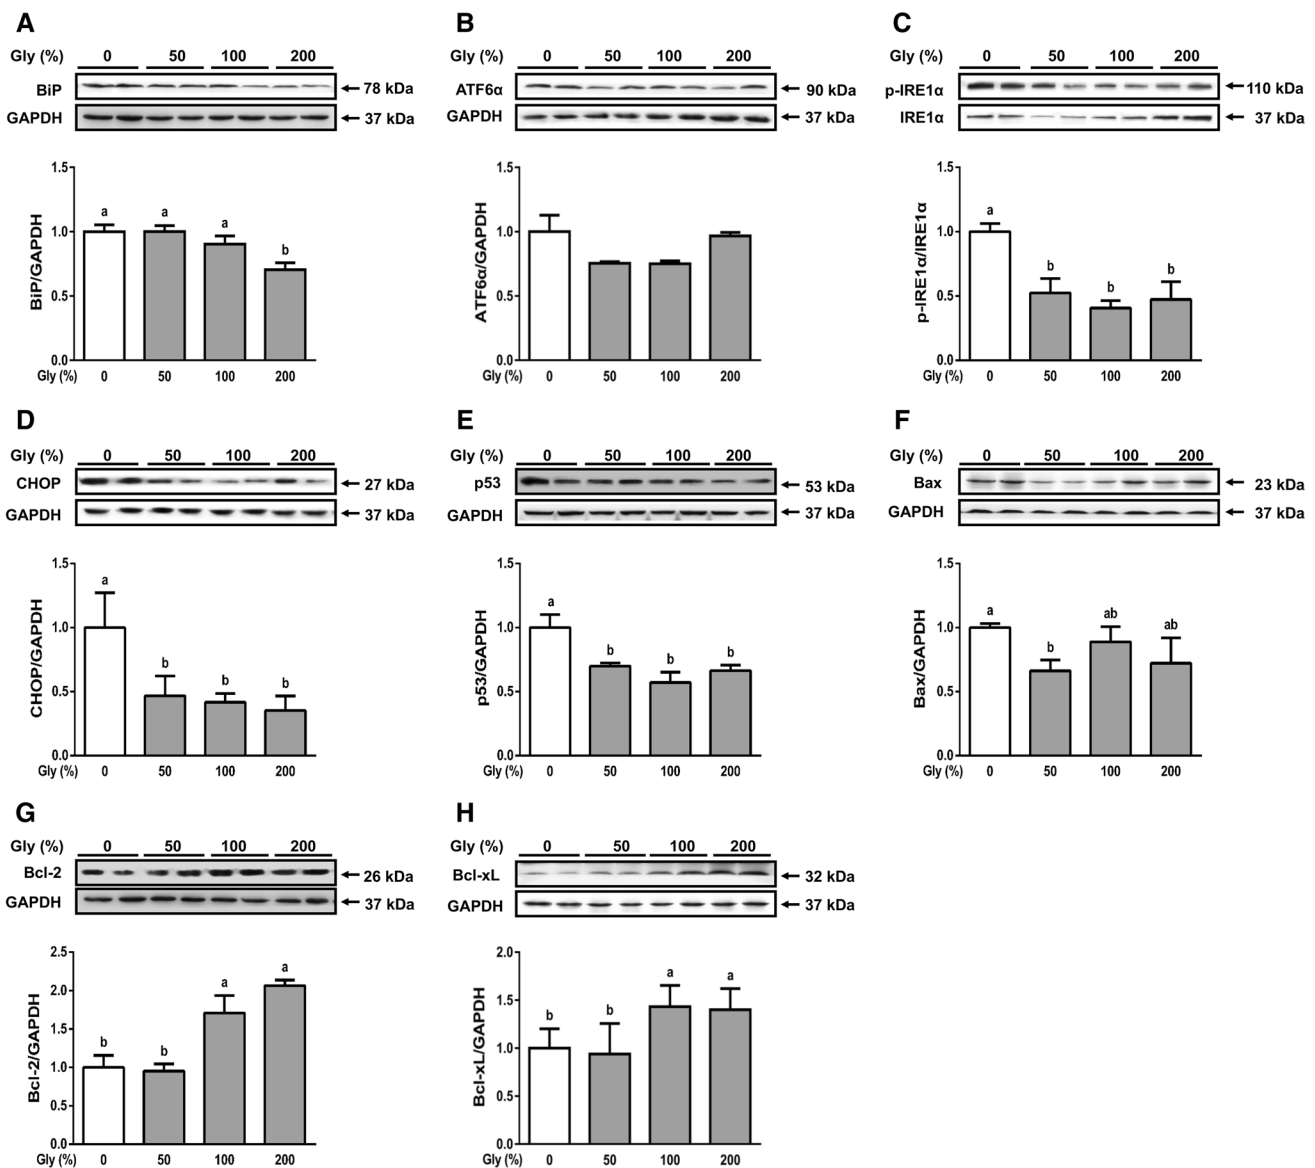 A
Gly (%) 0 50 100 200
BiP 78 kDa
GAPDH 37 kDa
1.5
a a a b
1.0
0.5
0.0
BiP/GAPDH
Gly (%) 0 50 100 200
B
Gly (%) 0 50 100 200
ATF6α 90 kDa
GAPDH 37 kDa
1.5
1.0
0.5
0.0
ATF6α/GAPDH
Gly (%) 0 50 100 200
C
Gly (%) 0 50 100 200
p-IRE1α 110 kDa
IRE1α 37 kDa
1.5
a b b b
1.0
0.5
0.0
p-IRE1α/IRE1α
Gly (%) 0 50 100 200
D
Gly (%) 0 50 100 200
CHOP 27 kDa
GAPDH 37 kDa
1.5
a b b b
1.0
0.5
0.0
CHOP/GAPDH
Gly (%) 0 50 100 200
E
Gly (%) 0 50 100 200
p53 53 kDa
GAPDH 37 kDa
1.5
a b b b
1.0
0.5
0.0
p53/GAPDH
Gly (%) 0 50 100 200
F
Gly (%) 0 50 100 200
Bax 23 kDa
GAPDH 37 kDa
1.5
a b ab ab
1.0
0.5
0.0
Bax/GAPDH
Gly (%) 0 50 100 200
G
Gly (%) 0 50 100 200
Bcl-2 26 kDa
GAPDH 37 kDa
2.5
b b a a
2.0
1.5
1.0
0.5
0.0
Bcl-2/GAPDH
Gly (%) 0 50 100 200
H
Gly (%) 0 50 100 200
Bcl-xL 32 kDa
GAPDH 37 kDa
2.0
b b a a
1.5
1.0
0.5
0.0
Bcl-xL/GAPDH
Gly (%) 0 50 100 200